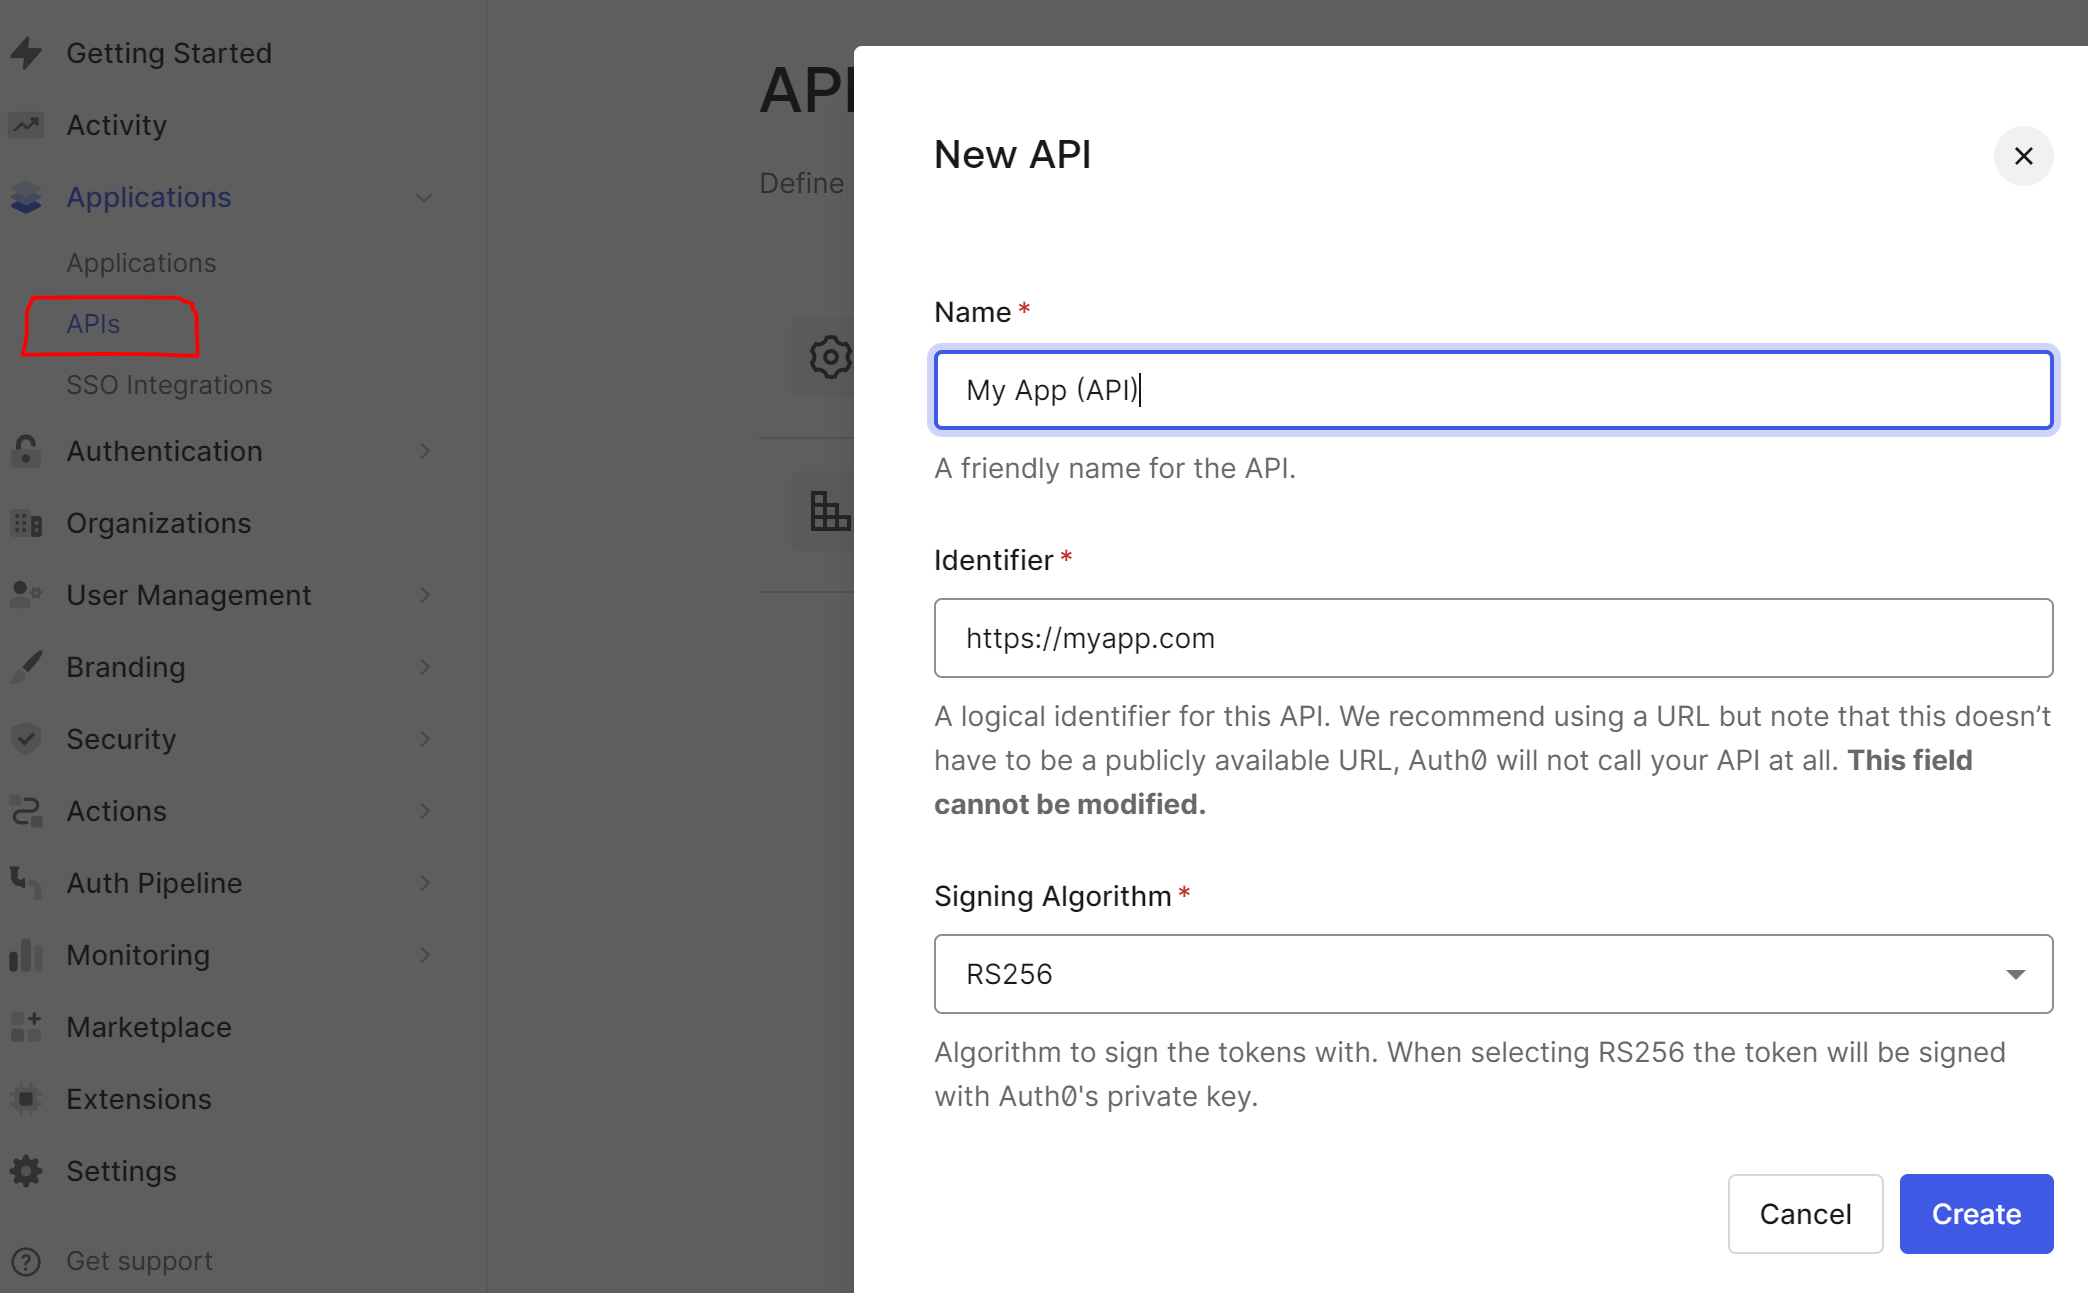 Getting Started
Activity
Applications
Applications
APIs
SSO Integrations
Authentication
Organizations
User Management
Branding
Security
Actions
Auth Pipeline
Monitoring
Marketplace
Extensions
Settings
Get support
API
Define
New API
Name *
My App (API)
A friendly name for the API.
Identifier *
https://myapp.com
A logical identifier for this API. We recommend using a URL but note that this doesn’t
have to be a publicly available URL, Auth0 will not call your API at all. This field
cannot be modified.
Signing Algorithm *
RS256
Algorithm to sign the tokens with. When selecting RS256 the token will be signed
with Auth0's private key.
Cancel
Create